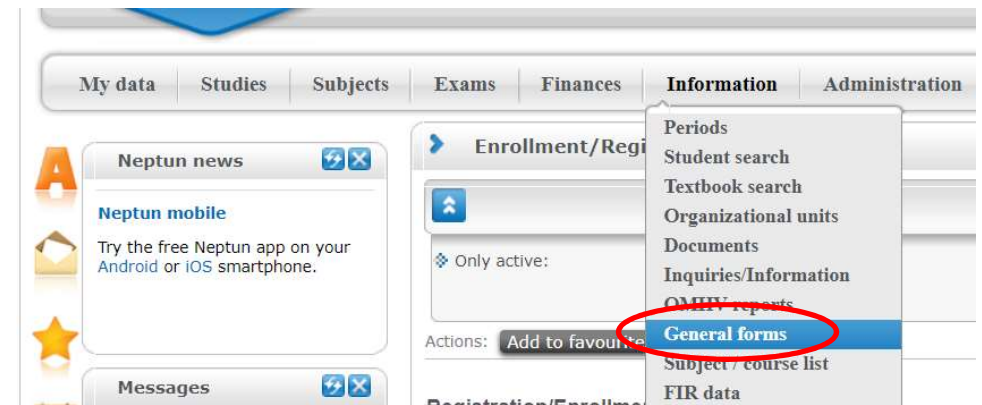 My data Studies Subjects Exams Finances Information Administration
Neptun news
Neptun mobile
Try the free Neptun app on your
Android or iOS smartphone.
Messages
Enrollment/Regi
Only active:
Actions: Add to favourite
Registration/Enrollme
Periods
Student search
Textbook search
Organizational units
Documents
Inquiries/Information
OMHV reports
General forms
Subject / course list
FIR data